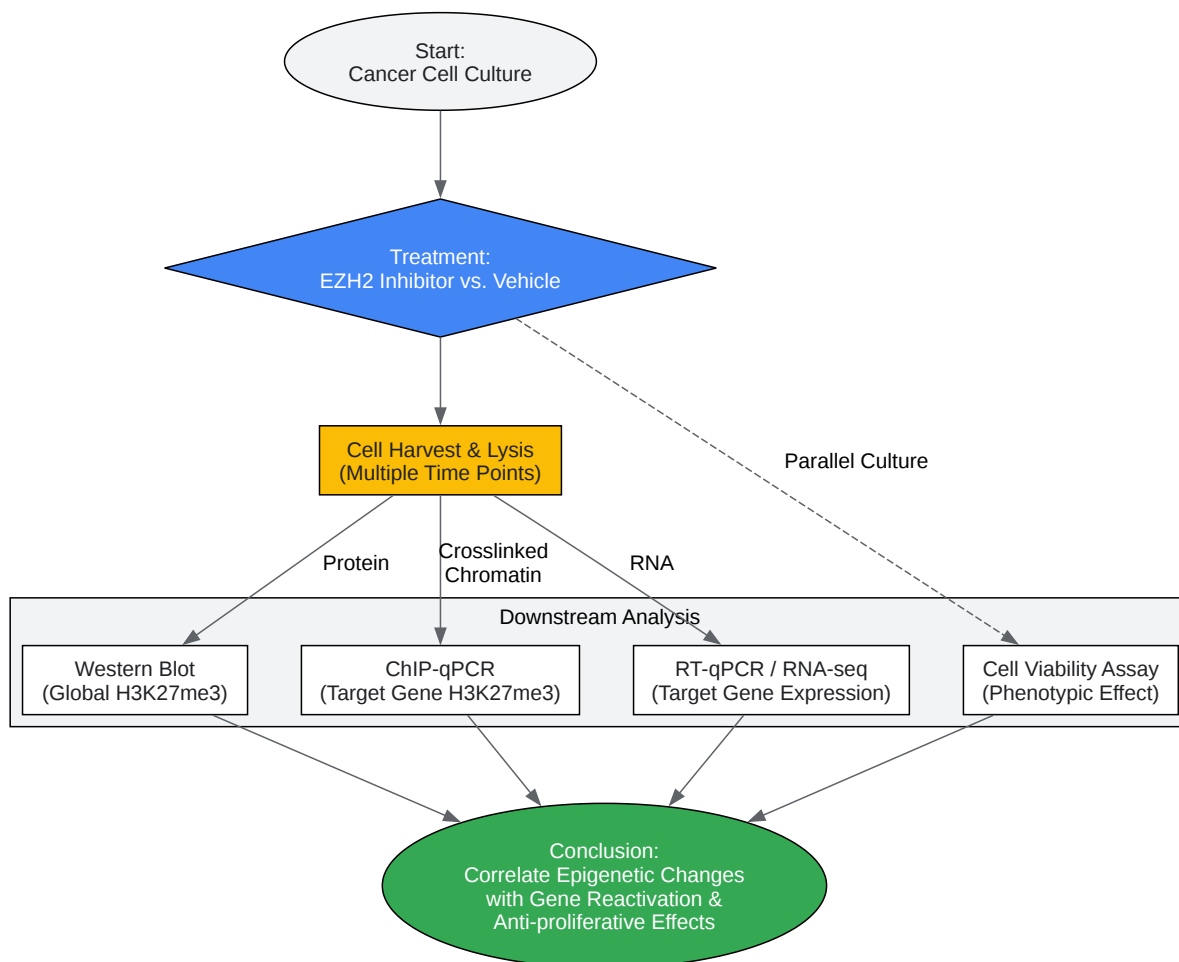 Start:
Cancer Cell Culture
Treatment:
EZH2 Inhibitor vs. Vehicle
Cell Harvest & Lysis
(Multiple Time Points)
Parallel Culture
Protein
Crosslinked
Chromatin
RNA
Downstream Analysis
Western Blot
(Global H3K27me3)
ChIP-qPCR
(Target Gene H3K27me3)
RT-qPCR / RNA-seq
(Target Gene Expression)
Cell Viability Assay
(Phenotypic Effect)
Conclusion:
Correlate Epigenetic Changes
with Gene Reactivation &
Anti-proliferative Effects